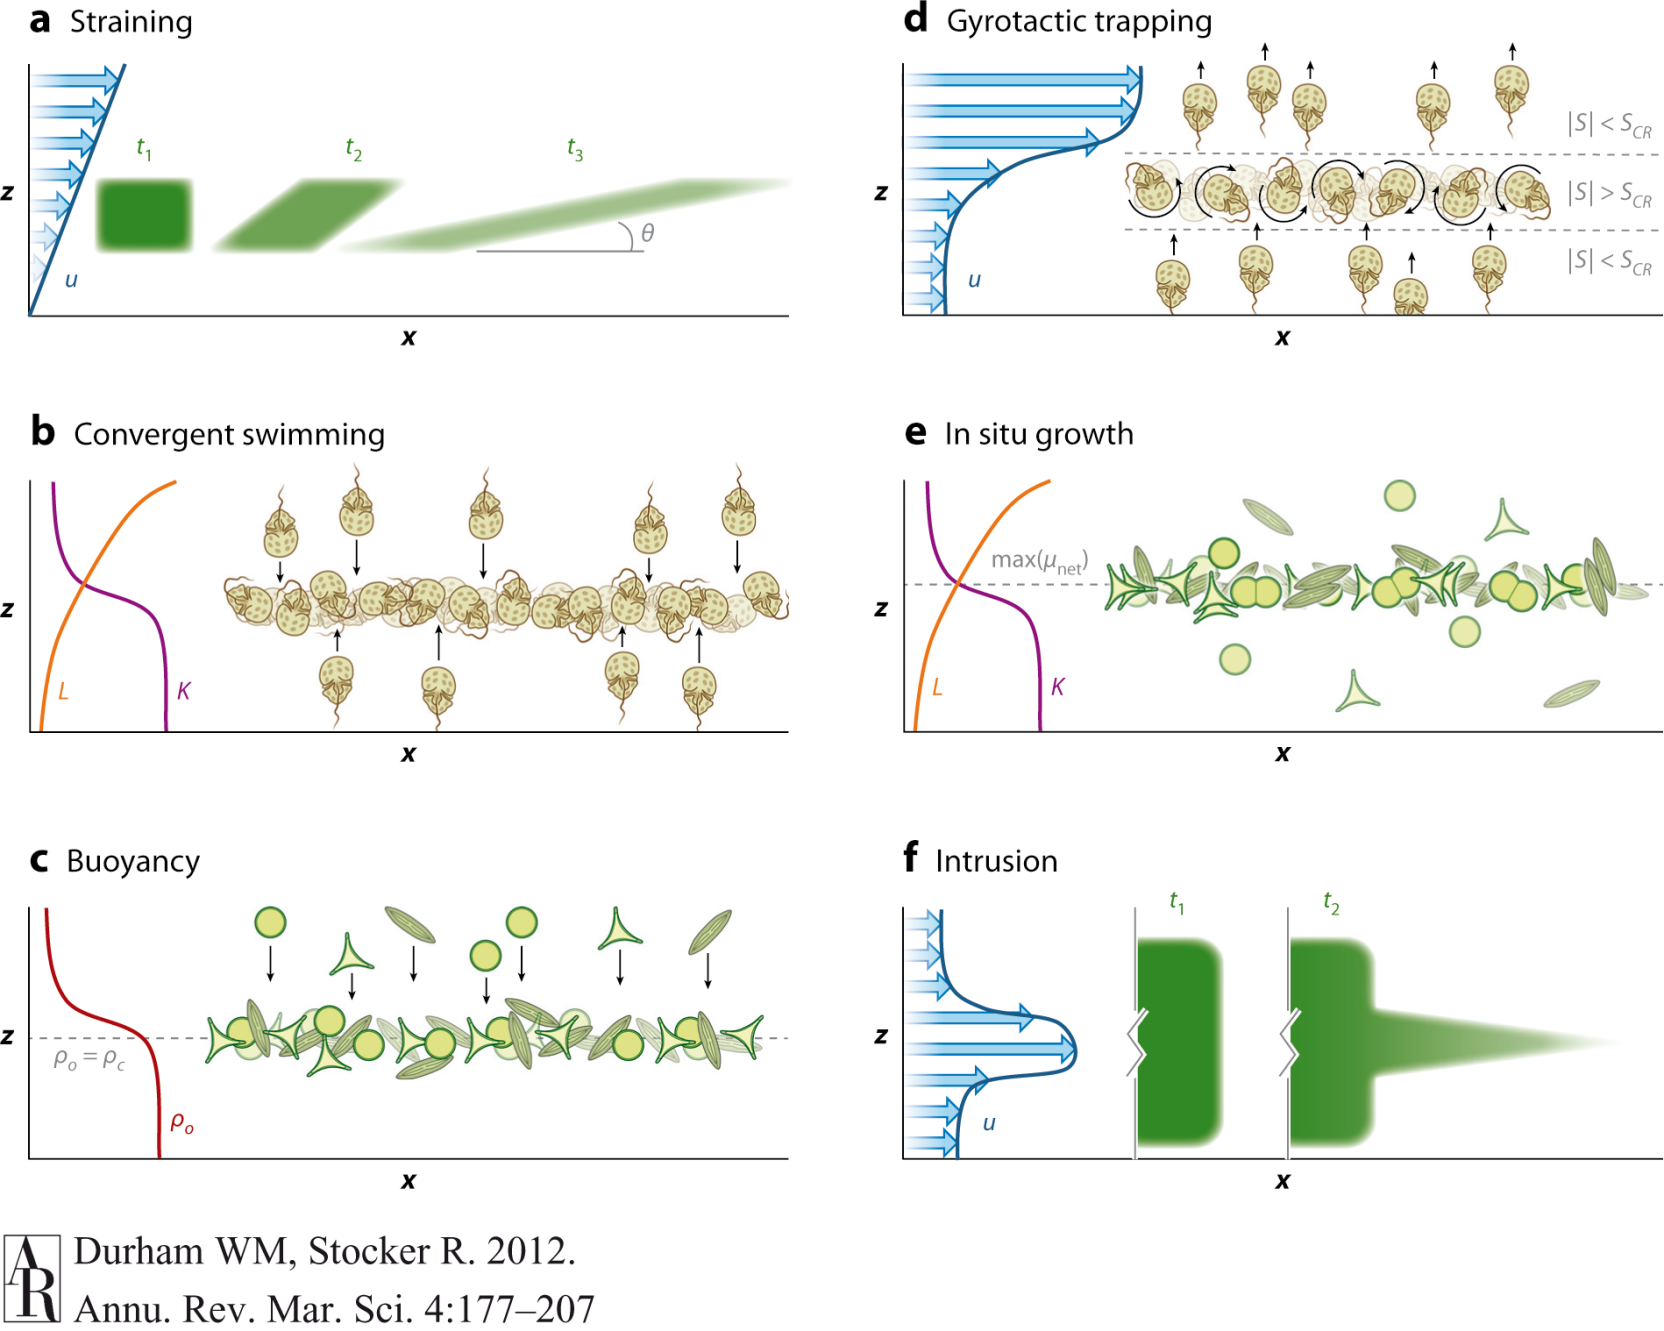 a Straining
t1 t2 t3
z
θ
u
x
b Convergent swimming
z
L K
x
c Buoyancy
z
ρo = ρc
ρo
x
d Gyrotactic trapping
|S| < SCR
z
|S| > SCR
|S| < SCR
u
x
e In situ growth
max(μnet)
z
L K
x
f Intrusion
t1 t2
z
u
x
AR
Durham WM, Stocker R. 2012.
Annu. Rev. Mar. Sci. 4:177–207